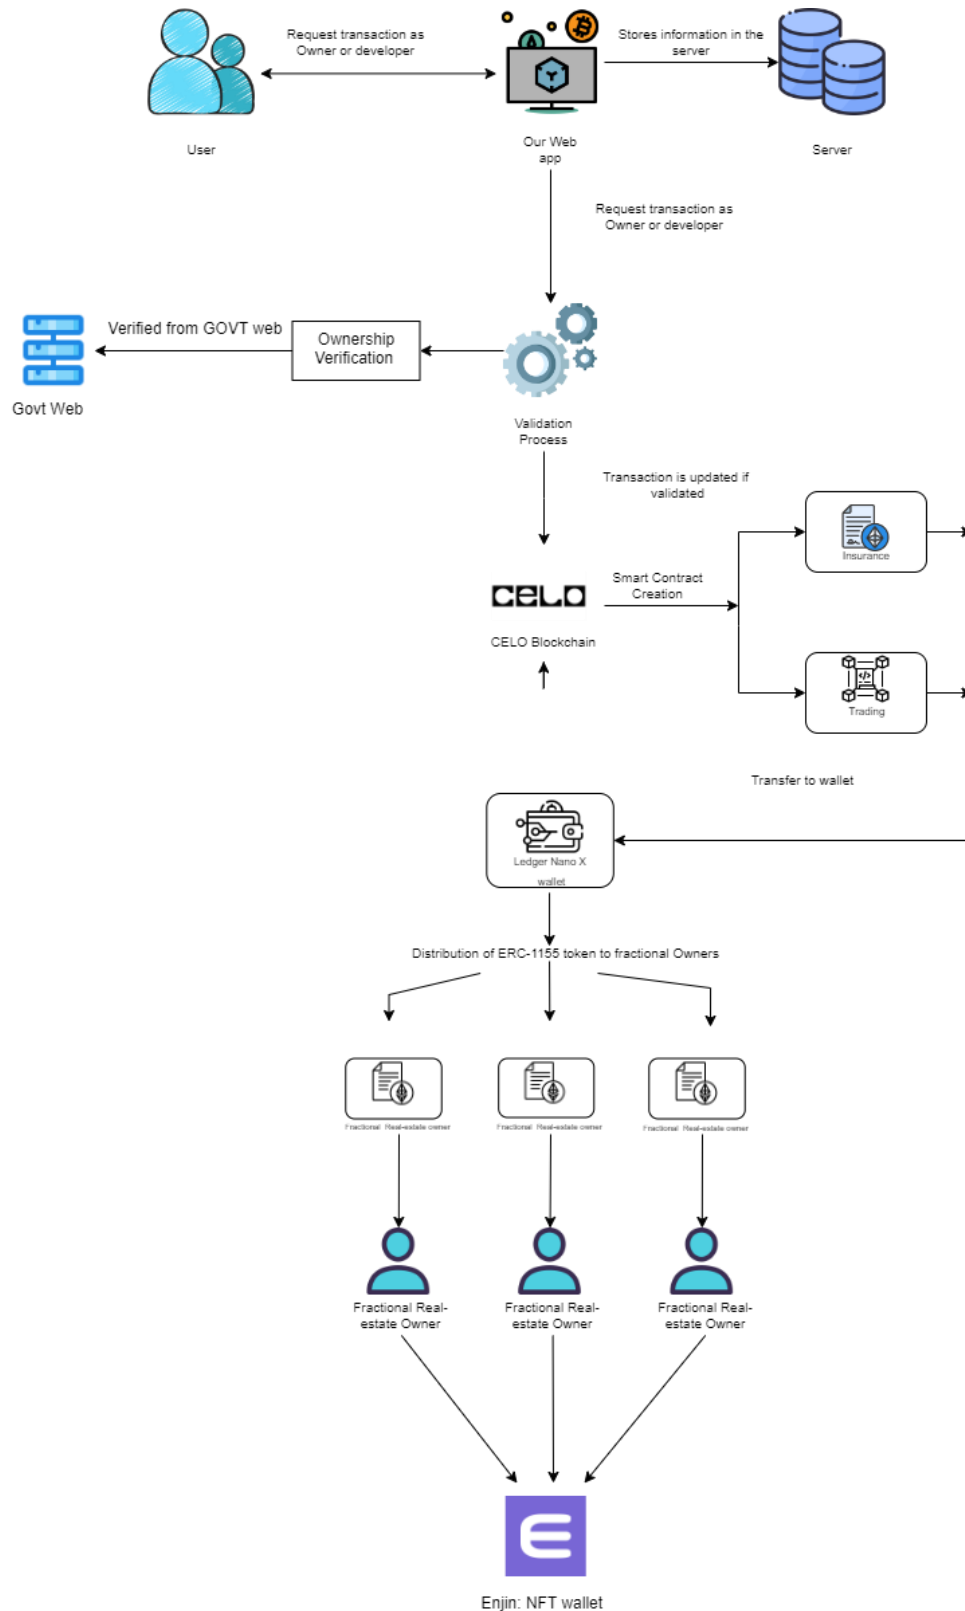 Request transaction as
Owner or developer
Stores information in the
server
User
Our Web
app
Server
Request transaction as
Owner or developer
Verified from GOVT web
Ownership
Verification
Govt Web
Validation
Process
Transaction is updated if
validated
Insurance
Smart Contract
Creation
CELO
CELO Blockchain
Trading
Transfer to wallet
Ledger Nano X
wallet
Distribution of ERC-1155 token to fractional Owners
Fractional Real-estate owner
Fractional Real-estate owner
Fractional Real-estate owner
Fractional Real-
estate Owner
Fractional Real-
estate Owner
Fractional Real-
estate Owner
Enjin: NFT wallet